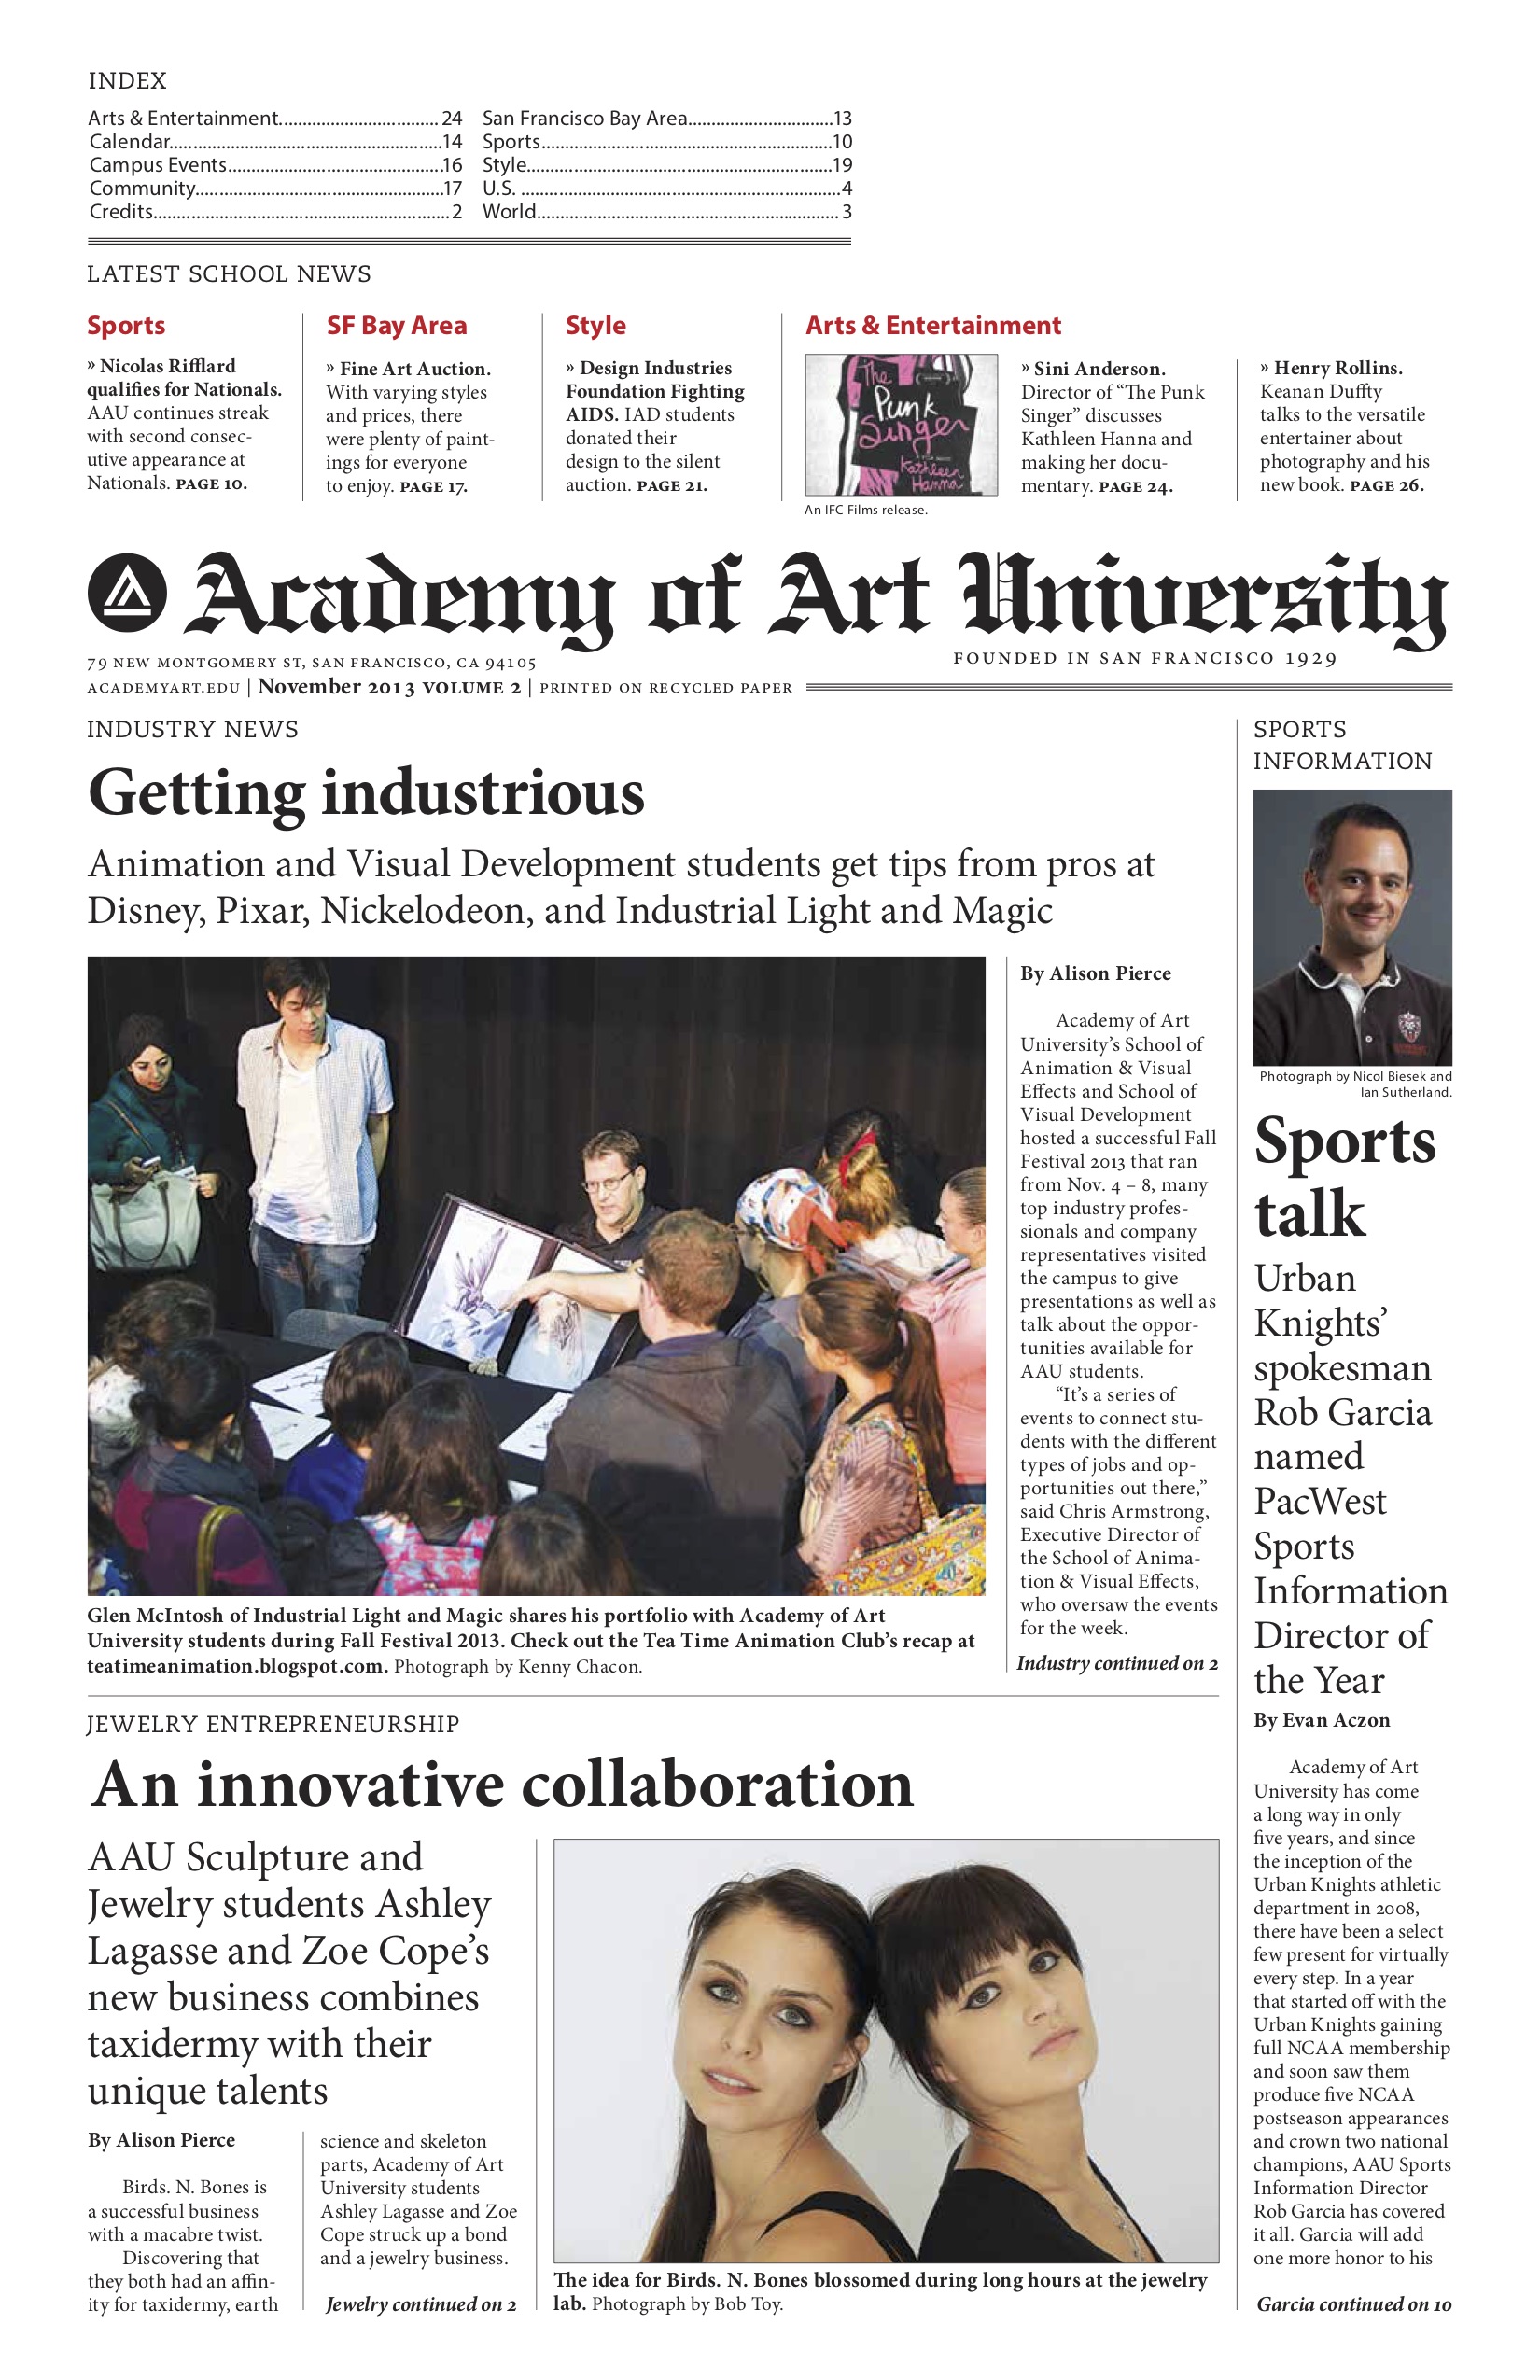 INDEX
Arts & Entertainment.................................. 24
Calendar..........................................................14
Campus Events..............................................16
Community.....................................................17
Credits............................................................... 2
San Francisco Bay Area...............................13
Sports..............................................................10
Style.................................................................19
U.S. ....................................................................4
World................................................................ 3
LATEST SCHOOL NEWS
Sports
» Nicolas Rifflard
qualifies for Nationals.
AAU continues streak
with second consec-
utive appearance at
Nationals. PAGE 10.
SF Bay Area
» Fine Art Auction.
With varying styles
and prices, there
were plenty of paint-
ings for everyone
to enjoy. PAGE 17.
Style
» Design Industries
Foundation Fighting
AIDS. IAD students
donated their
design to the silent
auction. PAGE 21.
Arts & Entertainment
The
Punk
Singer
Kathleen
Hanna
An IFC Films release.
» Sini Anderson.
Director of “The Punk
Singer” discusses
Kathleen Hanna and
making her docu-
mentary. PAGE 24.
» Henry Rollins.
Keanan Duffty
talks to the versatile
entertainer about
photography and his
new book. PAGE 26.
Academy of Art University
79 NEW MONTGOMERY ST, SAN FRANCISCO, CA 94105
FOUNDED IN SAN FRANCISCO 1929
ACADEMYART.EDU | November 2013 VOLUME 2 | PRINTED ON RECYCLED PAPER
INDUSTRY NEWS
Getting industrious
Animation and Visual Development students get tips from pros at
Disney, Pixar, Nickelodeon, and Industrial Light and Magic
Glen McIntosh of Industrial Light and Magic shares his portfolio with Academy of Art
University students during Fall Festival 2013. Check out the Tea Time Animation Club’s recap at
teatimeanimation.blogspot.com. Photograph by Kenny Chacon.
By Alison Pierce
Academy of Art
University’s School of
Animation & Visual
Effects and School of
Visual Development
hosted a successful Fall
Festival 2013 that ran
from Nov. 4 – 8, many
top industry profes-
sionals and company
representatives visited
the campus to give
presentations as well as
talk about the oppor-
tunities available for
AAU students.
“It’s a series of
events to connect stu-
dents with the different
types of jobs and op-
portunities out there,”
said Chris Armstrong,
Executive Director of
the School of Anima-
tion & Visual Effects,
who oversaw the events
for the week.
Industry continued on 2
JEWELRY ENTREPRENEURSHIP
An innovative collaboration
AAU Sculpture and
Jewelry students Ashley
Lagasse and Zoe Cope’s
new business combines
taxidermy with their
unique talents
By Alison Pierce
Birds. N. Bones is
a successful business
with a macabre twist.
Discovering that
they both had an affin-
ity for taxidermy, earth
science and skeleton
parts, Academy of Art
University students
Ashley Lagasse and Zoe
Cope struck up a bond
and a jewelry business.
Jewelry continued on 2
The idea for Birds. N. Bones blossomed during long hours at the jewelry
lab. Photograph by Bob Toy.
SPORTS
INFORMATION
Photograph by Nicol Biesek and
Ian Sutherland.
Sports
talk
Urban
Knights’
spokesman
Rob Garcia
named
PacWest
Sports
Information
Director of
the Year
By Evan Aczon
Academy of Art
University has come
a long way in only
five years, and since
the inception of the
Urban Knights athletic
department in 2008,
there have been a select
few present for virtually
every step. In a year
that started off with the
Urban Knights gaining
full NCAA membership
and soon saw them
produce five NCAA
postseason appearances
and crown two national
champions, AAU Sports
Information Director
Rob Garcia has covered
it all. Garcia will add
one more honor to his
Garcia continued on 10